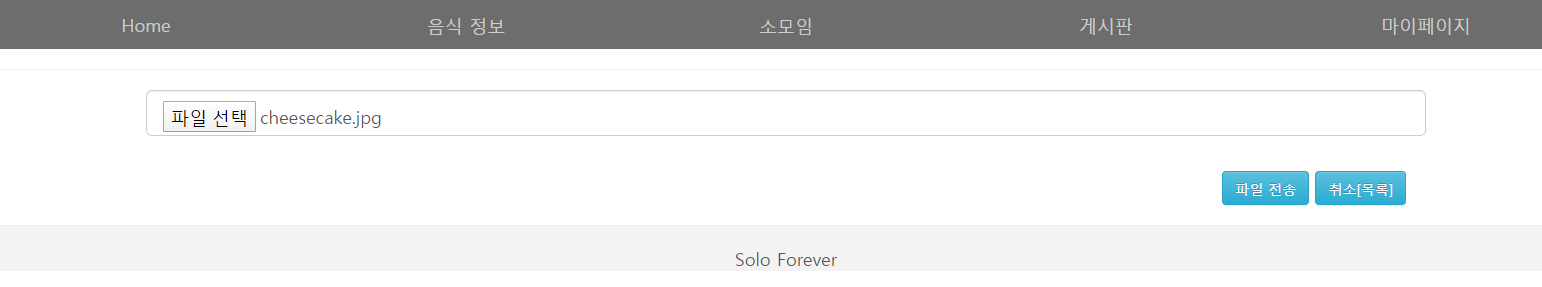 Home 음식 정보 소모임 게시판 마이페이지
파일 선택 cheesecake.jpg
파일 전송 취소[목록]
Solo Forever